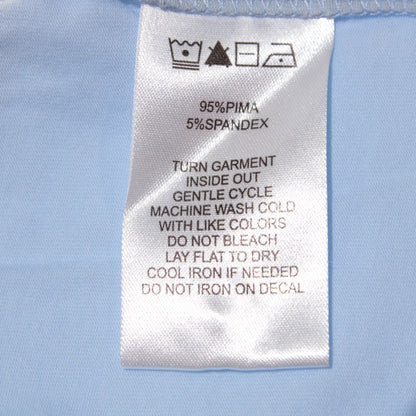 95%PIMA
5%SPANDEX
TURN GARMENT
INSIDE OUT
GENTLE CYCLE
MACHINE WASH COLD
WITH LIKE COLORS
DO NOT BLEACH
LAY FLAT TO DRY
COOL IRON IF NEEDED
DO NOT IRON ON DECAL